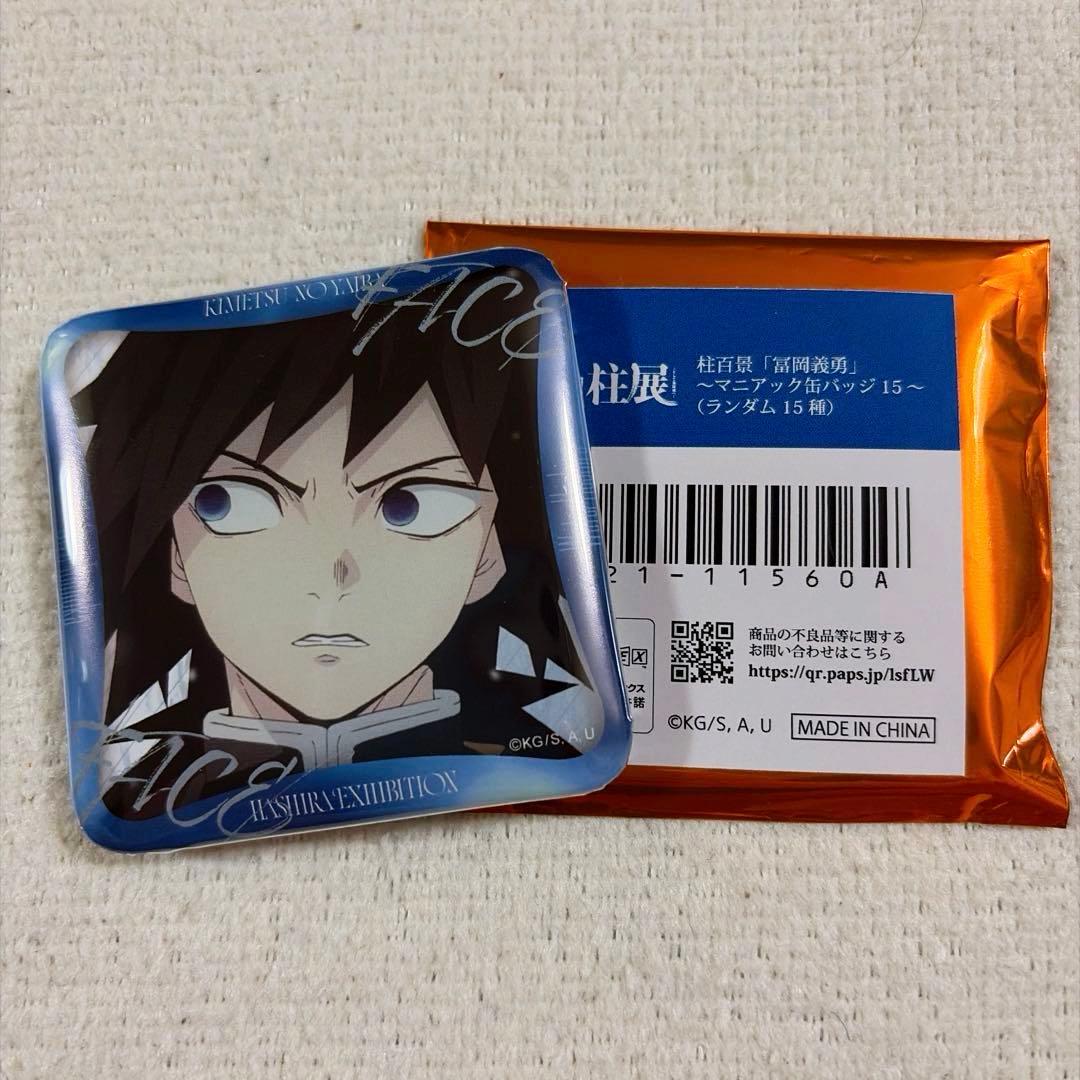 KIMETSU NO YAIBA
FACE
©KG/S, A, U
FACE
HASHIRA EXHIBITION
柱展
柱百景「冨岡義勇」
～マニアック缶バッジ 15～
（ランダム 15 種）
21-11560A
商品の不良品等に関する
お問い合わせはこちら
https://qr.paps.jp/lsfLW
©KG/S, A, U
MADE IN CHINA